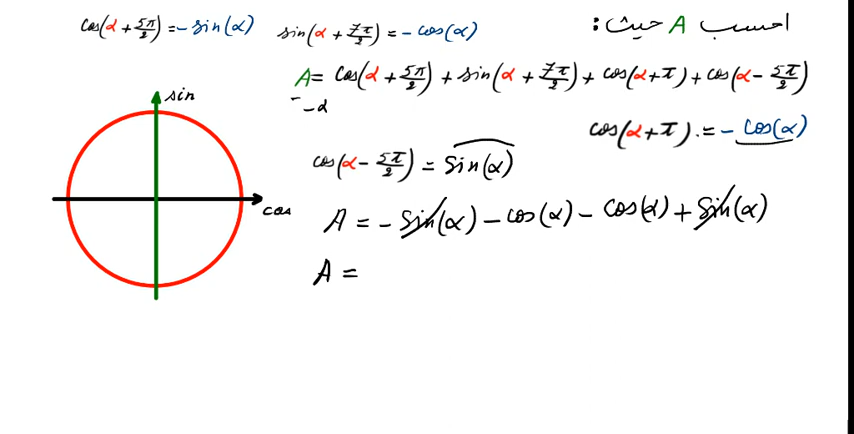 احسب A حيث :
cos(α + 5π/2) = - sin(α)
sin(α + 7π/2) = - cos(α)
A = cos(α + 5π/2) + sin(α + 7π/2) + cos(α + π) + cos(α - 5π/2)
- α
sin
cos
cos(α + π) . = - cos(α)
cos(α - 5π/2) = sin(α)
A = - sin(α) - cos(α) - cos(α) + sin(α)
A =